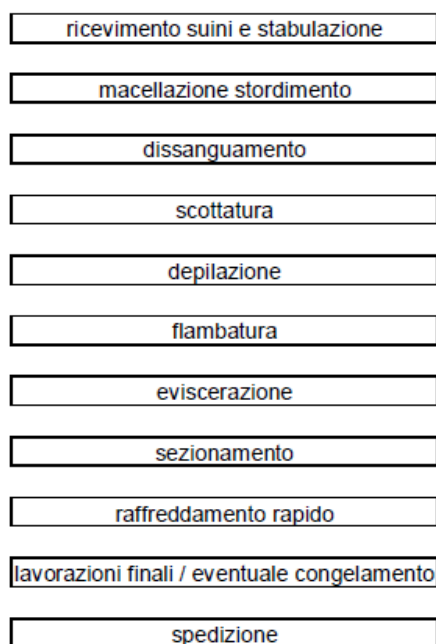 ricevimento suini e stabulazione
macellazione stordimento
dissanguamento
scottatura
depilazione
flambatura
eviscerazione
sezionamento
raffreddamento rapido
lavorazioni finali / eventuale congelamento
spedizione